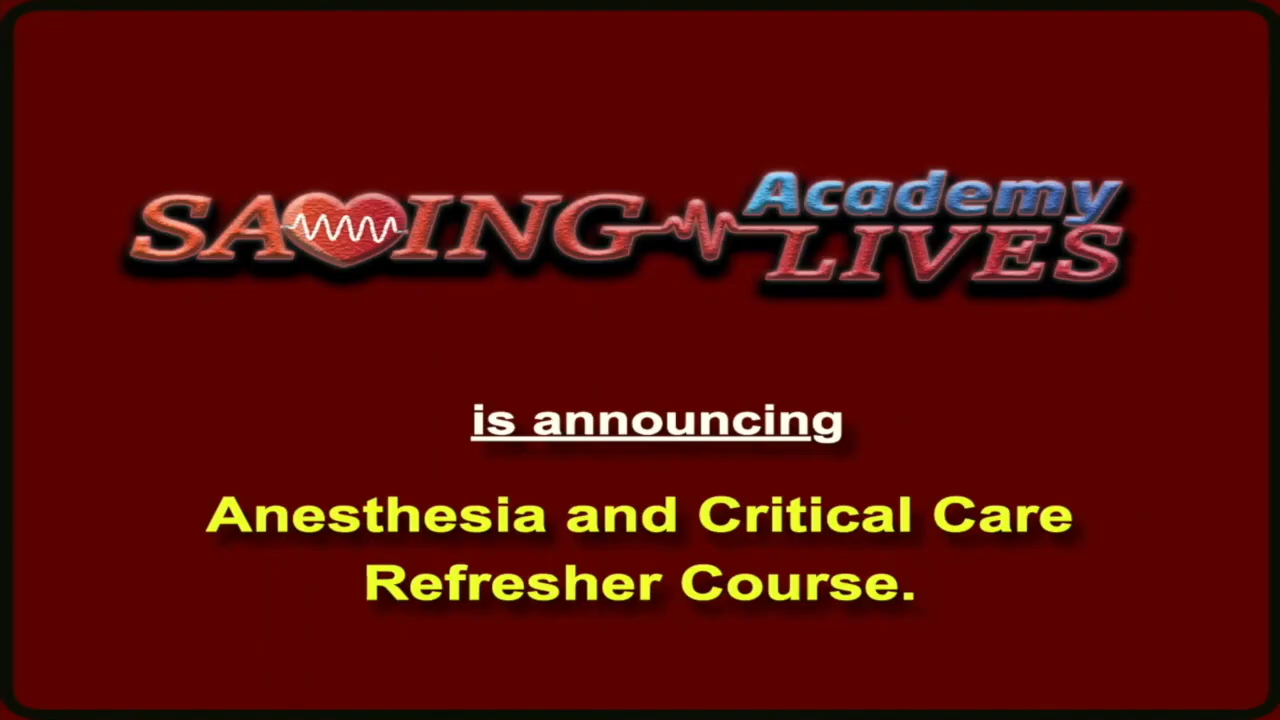 SAVING Academy LIVES
is announcing
Anesthesia and Critical Care
Refresher Course.